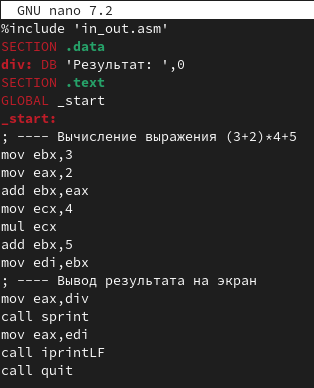 GNU nano 7.2
%include 'in_out.asm'
SECTION .data
div: DB 'Результат: ',0
SECTION .text
GLOBAL _start
_start:
; ---- Вычисление выражения (3+2)*4+5
mov ebx,3
mov eax,2
add ebx,eax
mov ecx,4
mul ecx
add ebx,5
mov edi,ebx
; ---- Вывод результата на экран
mov eax,div
call sprint
mov eax,edi
call iprintLF
call quit